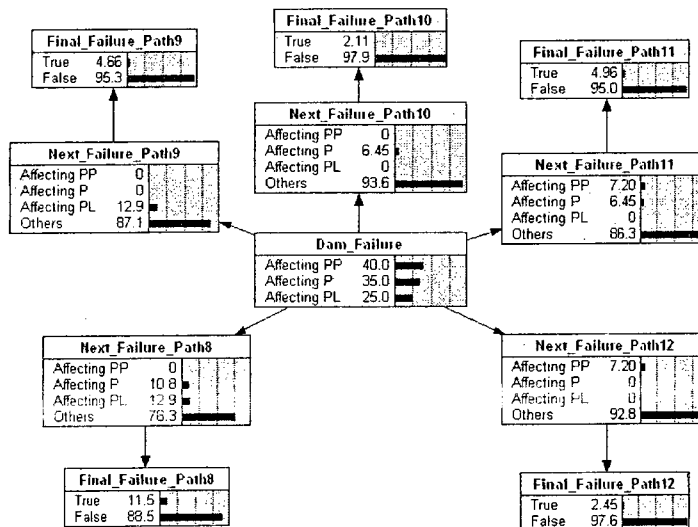 Final_Failure_Path9
True 4.66
False 95.3
Final_Failure_Path10
True 2.11
False 97.9
Final_Failure_Path11
True 4.96
False 95.0
Next_Failure_Path9
Affecting PP 0
Affecting P 0
Affecting PL 12.9
Others 87.1
Next_Failure_Path10
Affecting PP 0
Affecting P 6.45
Affecting PL 0
Others 93.6
Next_Failure_Path11
Affecting PP 7.20
Affecting P 6.45
Affecting PL 0
Others 86.3
Dam_Failure
Affecting PP 40.0
Affecting P 35.0
Affecting PL 25.0
Next_Failure_Path8
Affecting PP 0
Affecting P 10.8
Affecting PL 12.9
Others 76.3
Next_Failure_Path12
Affecting PP 7.20
Affecting P 0
Affecting PL 0
Others 92.8
Final_Failure_Path8
True 11.5
False 88.5
Final_Failure_Path12
True 2.45
False 97.6